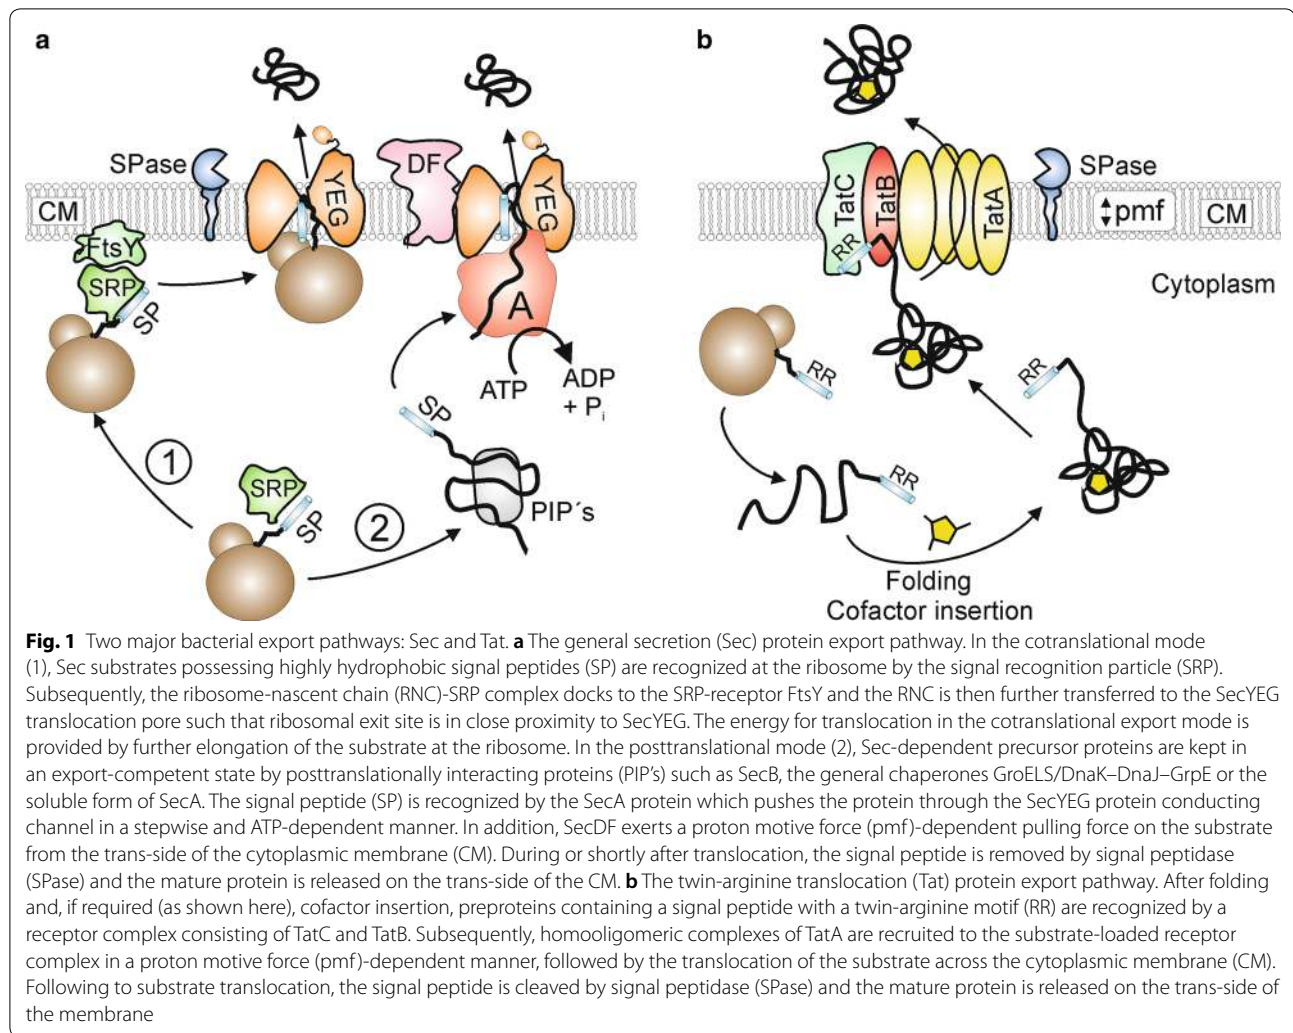 a
b
SPase
DF
YEG
YEG
CM
FtsY
SRP
SP
A
ATP
ADP
+ Pi
SP
1
SRP
SP
2
PIP´s
TatC
TatB
TatA
SPase
pmf
CM
RR
Cytoplasm
RR
RR
RR
Folding
Cofactor insertion
Fig. 1 Two major bacterial export pathways: Sec and Tat. a The general secretion (Sec) protein export pathway. In the cotranslational mode
(1), Sec substrates possessing highly hydrophobic signal peptides (SP) are recognized at the ribosome by the signal recognition particle (SRP).
Subsequently, the ribosome-nascent chain (RNC)-SRP complex docks to the SRP-receptor FtsY and the RNC is then further transferred to the SecYEG
translocation pore such that ribosomal exit site is in close proximity to SecYEG. The energy for translocation in the cotranslational export mode is
provided by further elongation of the substrate at the ribosome. In the posttranslational mode (2), Sec-dependent precursor proteins are kept in
an export-competent state by posttranslationally interacting proteins (PIP's) such as SecB, the general chaperones GroELS/DnaK–DnaJ–GrpE or the
soluble form of SecA. The signal peptide (SP) is recognized by the SecA protein which pushes the protein through the SecYEG protein conducting
channel in a stepwise and ATP-dependent manner. In addition, SecDF exerts a proton motive force (pmf)-dependent pulling force on the substrate
from the trans-side of the cytoplasmic membrane (CM). During or shortly after translocation, the signal peptide is removed by signal peptidase
(SPase) and the mature protein is released on the trans-side of the CM. b The twin-arginine translocation (Tat) protein export pathway. After folding
and, if required (as shown here), cofactor insertion, preproteins containing a signal peptide with a twin-arginine motif (RR) are recognized by a
receptor complex consisting of TatC and TatB. Subsequently, homooligomeric complexes of TatA are recruited to the substrate-loaded receptor
complex in a proton motive force (pmf)-dependent manner, followed by the translocation of the substrate across the cytoplasmic membrane (CM).
Following to substrate translocation, the signal peptide is cleaved by signal peptidase (SPase) and the mature protein is released on the trans-side of
the membrane